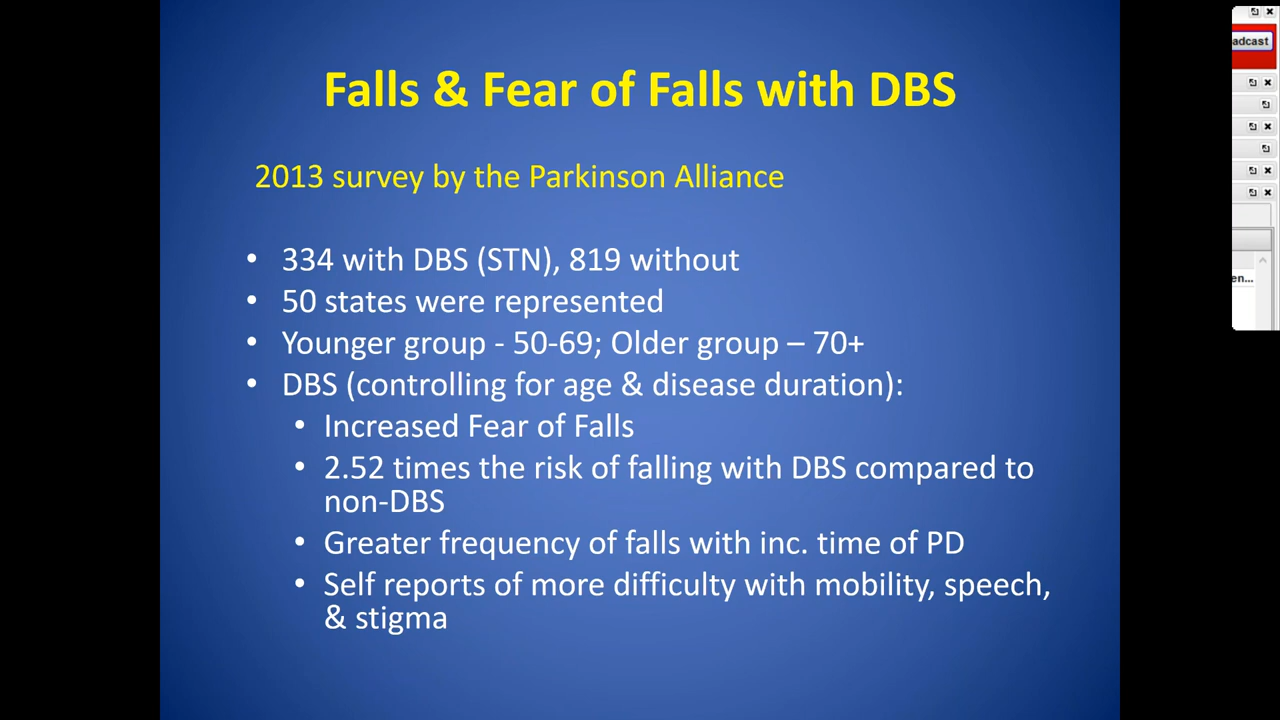 Falls & Fear of Falls with DBS
adcast
2013 survey by the Parkinson Alliance
• 334 with DBS (STN), 819 without
en...
• 50 states were represented
• Younger group - 50-69; Older group – 70+
• DBS (controlling for age & disease duration):
• Increased Fear of Falls
• 2.52 times the risk of falling with DBS compared to
non-DBS
• Greater frequency of falls with inc. time of PD
• Self reports of more difficulty with mobility, speech,
& stigma